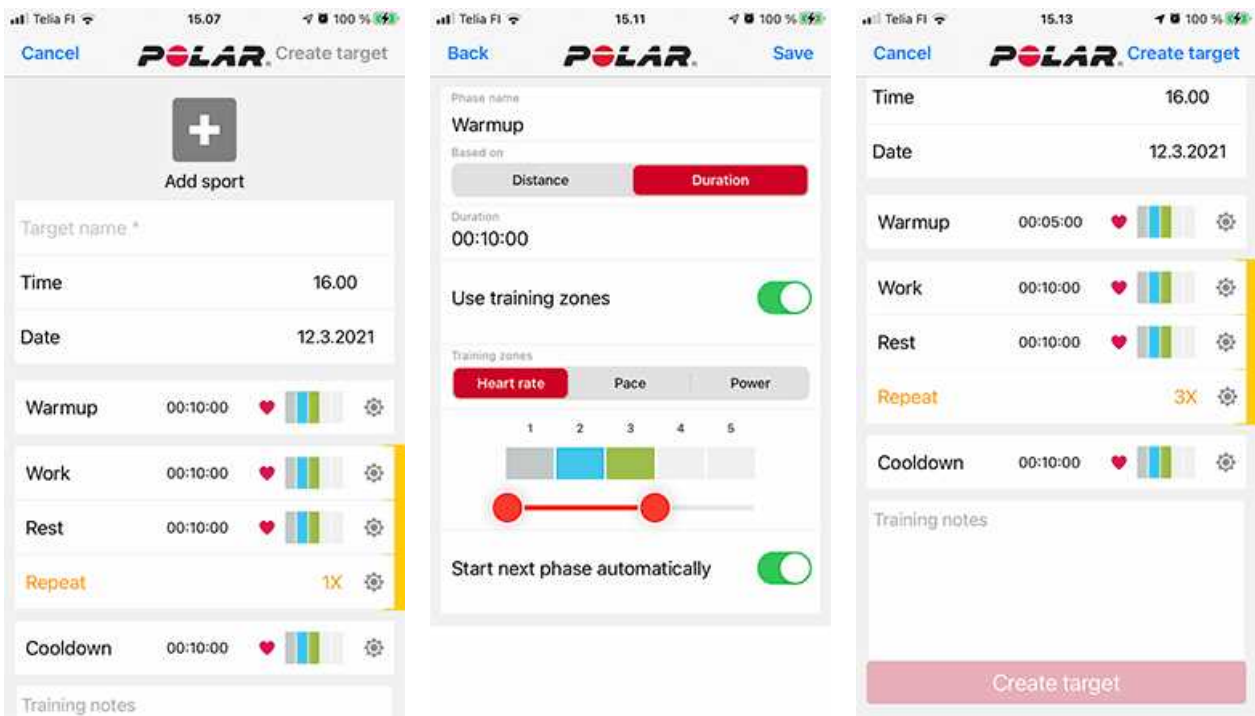 Telia FI 15.07 100 %
Cancel POLAR Create target
Add sport
Target name *
Time 16.00
Date 12.3.2021
Warmup 00:10:00
Work 00:10:00
Rest 00:10:00
Repeat 1X
Cooldown 00:10:00
Training notes
Telia FI 15.11 100 %
Back POLAR Save
Phase name
Warmup
Based on
Distance Duration
Duration
00:10:00
Use training zones
Training zones
Heart rate Pace Power
1 2 3 4 5
Start next phase automatically
Telia FI 15.13 100 %
Cancel POLAR Create target
Time 16.00
Date 12.3.2021
Warmup 00:05:00
Work 00:10:00
Rest 00:10:00
Repeat 3X
Cooldown 00:10:00
Training notes
Create target